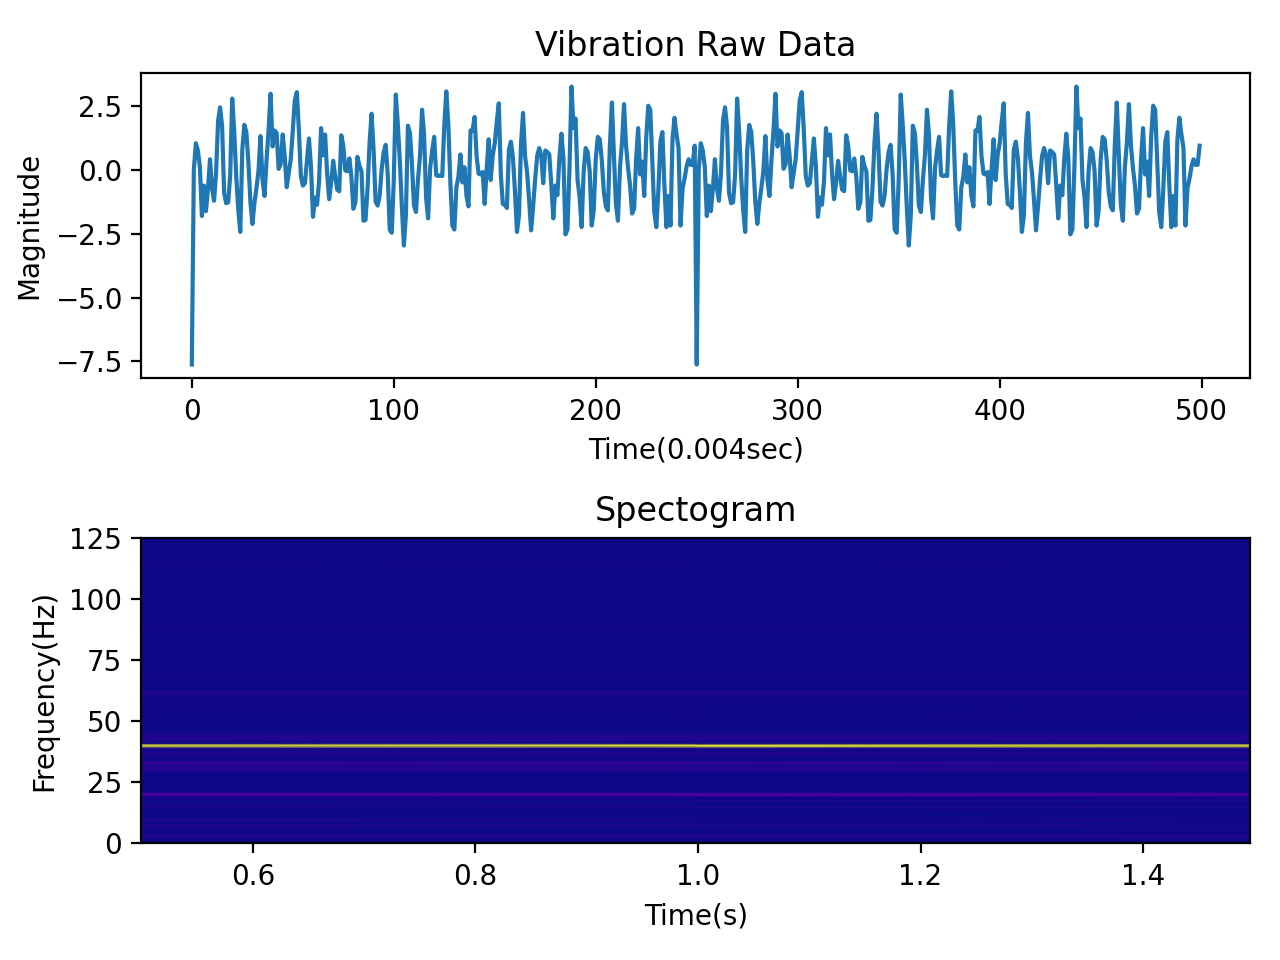 Vibration Raw Data
2.5
0.0
−2.5
−5.0
−7.5
Magnitude
0 100 200 300 400 500
Time(0.004sec)
Spectogram
125
100
75
50
25
0
Frequency(Hz)
0.6 0.8 1.0 1.2 1.4
Time(s)